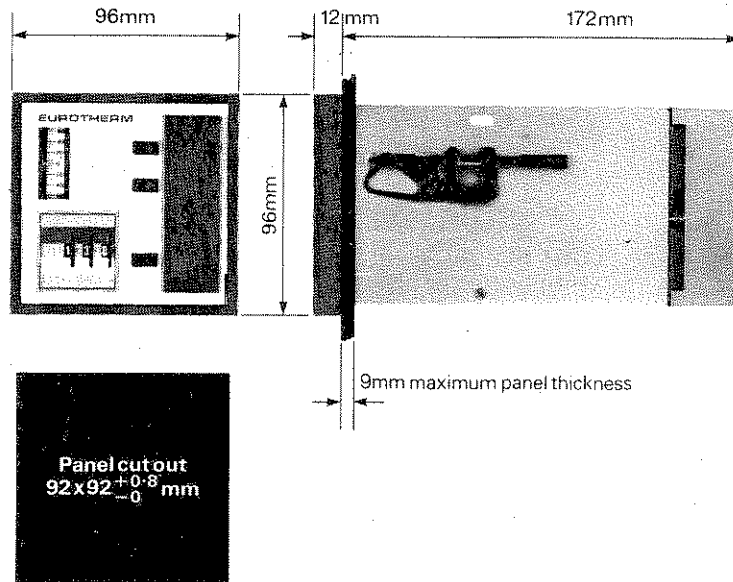 96mm
12mm
172mm
EUROTHERM
96mm
9mm maximum panel thickness
Panel cut out
92x92 +0·8 -0 mm